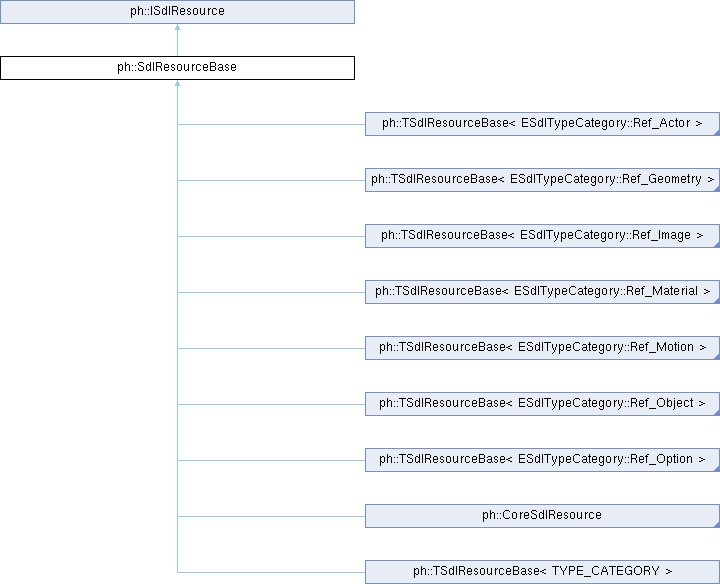 ph::ISdlResource
ph::SdlResourceBase
ph::TSdlResourceBase< ESdlTypeCategory::Ref_Actor >
ph::TSdlResourceBase< ESdlTypeCategory::Ref_Geometry >
ph::TSdlResourceBase< ESdlTypeCategory::Ref_Image >
ph::TSdlResourceBase< ESdlTypeCategory::Ref_Material >
ph::TSdlResourceBase< ESdlTypeCategory::Ref_Motion >
ph::TSdlResourceBase< ESdlTypeCategory::Ref_Object >
ph::TSdlResourceBase< ESdlTypeCategory::Ref_Option >
ph::CoreSdlResource
ph::TSdlResourceBase< TYPE_CATEGORY >